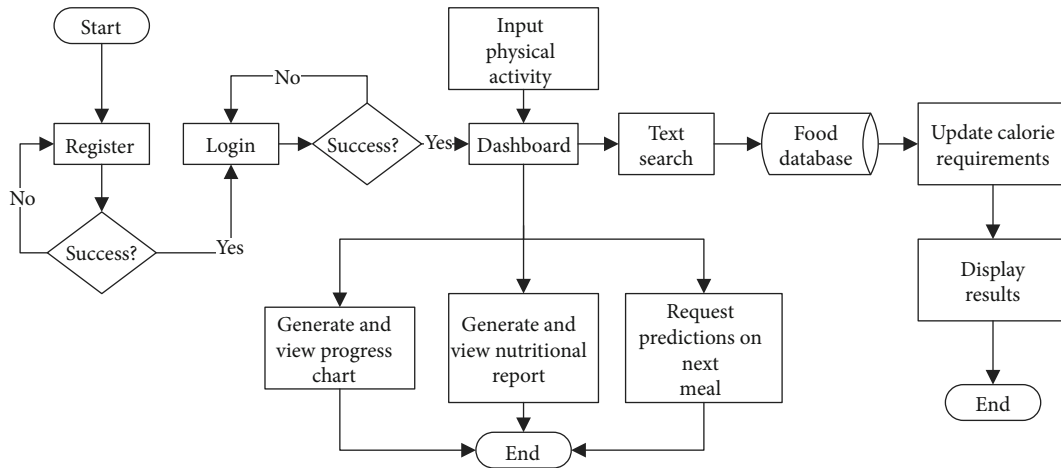 Start
Register
No
Success?
Yes
No
Login
Success?
Yes
Input
physical
activity
Dashboard
Text
search
Food
database
Update calorie
requirements
Display
results
End
Generate and
view progress
chart
Generate and
view nutritional
report
Request
predictions on
next
meal
End